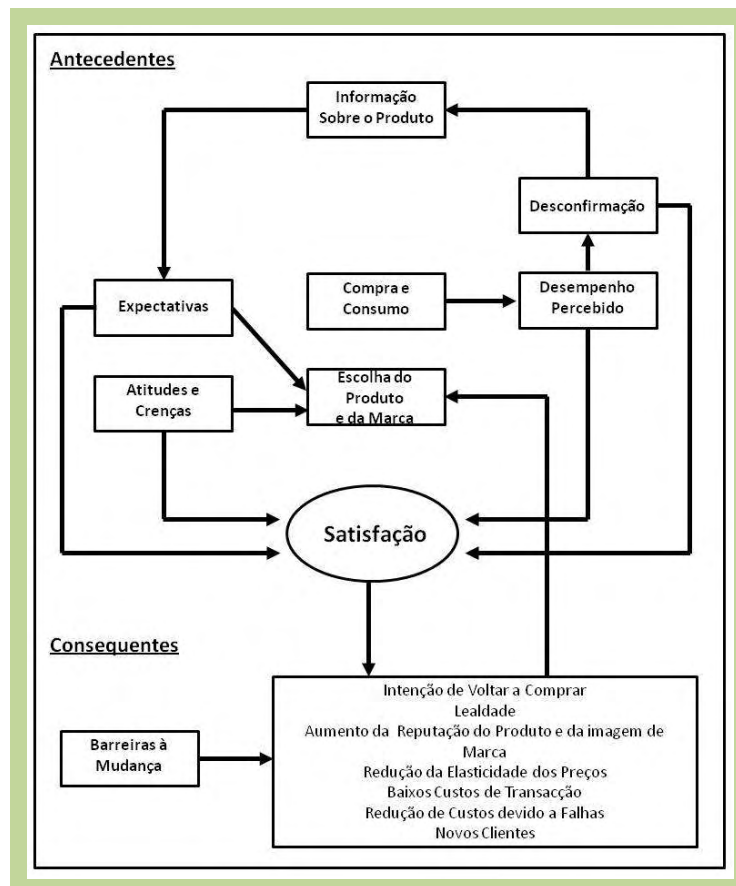 Antecedentes
Informação
Sobre o Produto
Desconfirmação
Expectativas
Compra e
Consumo
Desempenho
Percebido
Atitudes e
Crenças
Escolha do
Produto
e da Marca
Satisfação
Consequentes
Barreiras à
Mudança
Intenção de Voltar a Comprar
Lealdade
Aumento da Reputação do Produto e da imagem de
Marca
Redução da Elasticidade dos Preços
Baixos Custos de Transacção
Redução de Custos devido a Falhas
Novos Clientes